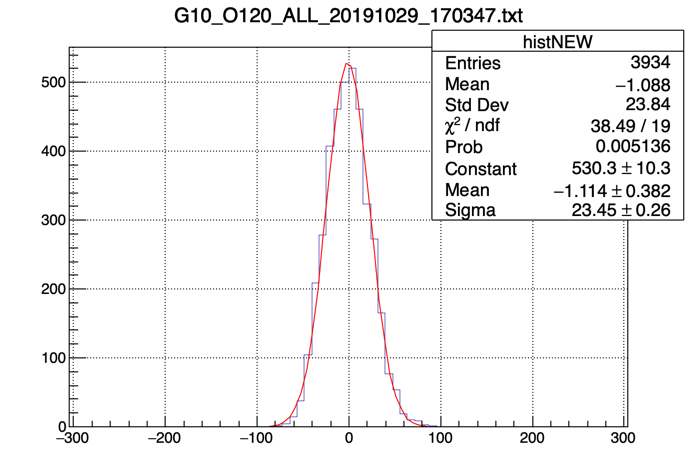 G10_O120_ALL_20191029_170347.txt
histNEW
Entries 3934
Mean −1.088
Std Dev 23.84
χ² / ndf 38.49 / 19
Prob 0.005136
Constant 530.3 ± 10.3
Mean −1.114 ± 0.382
Sigma 23.45 ± 0.26
500
400
300
200
100
0
−300 −200 −100 0 100 200 300